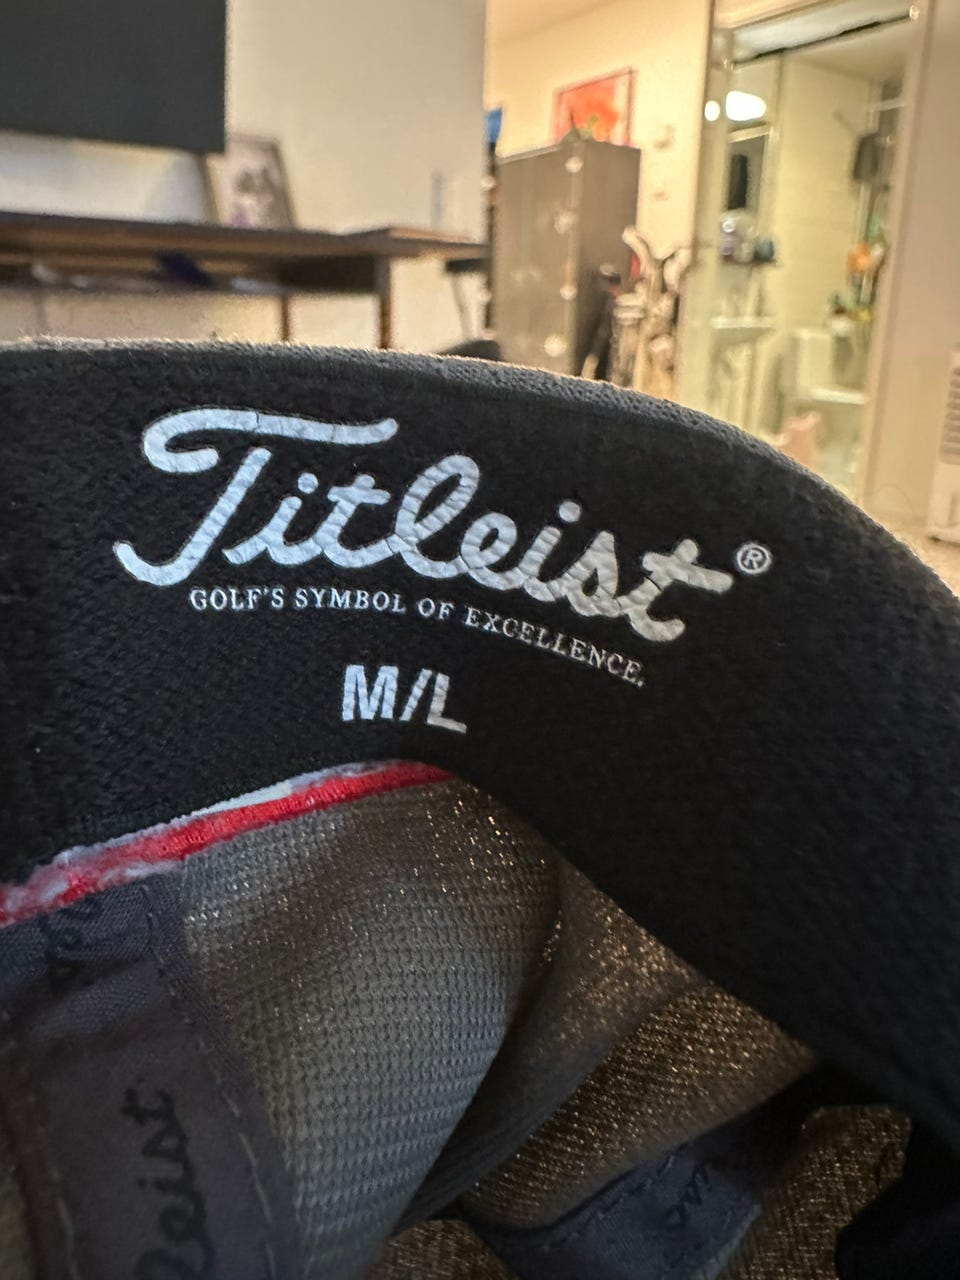 Titleist®
GOLF'S SYMBOL OF EXCELLENCE.
M/L